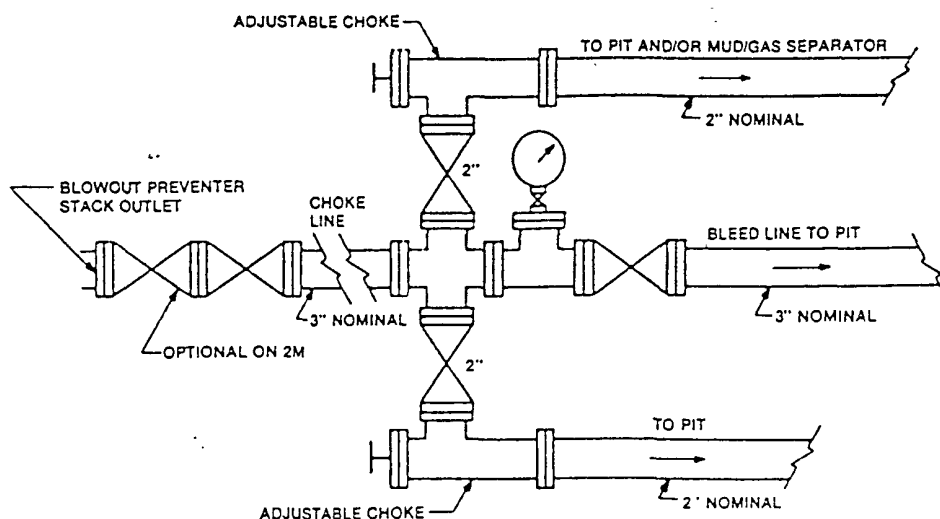 ADJUSTABLE CHOKE
TO PIT AND/OR MUD/GAS SEPARATOR
2" NOMINAL
2"
BLOWOUT PREVENTER
STACK OUTLET
CHOKE
LINE
BLEED LINE TO PIT
3" NOMINAL
3" NOMINAL
OPTIONAL ON 2M
2"
TO PIT
2' NOMINAL
ADJUSTABLE CHOKE